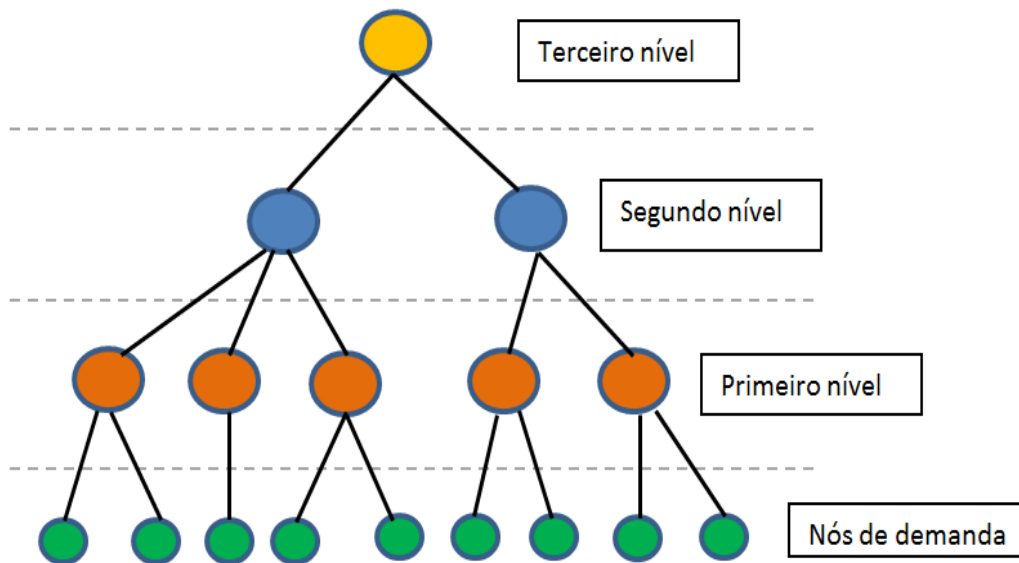 Terceiro nível
Segundo nível
Primeiro nível
Nós de demanda